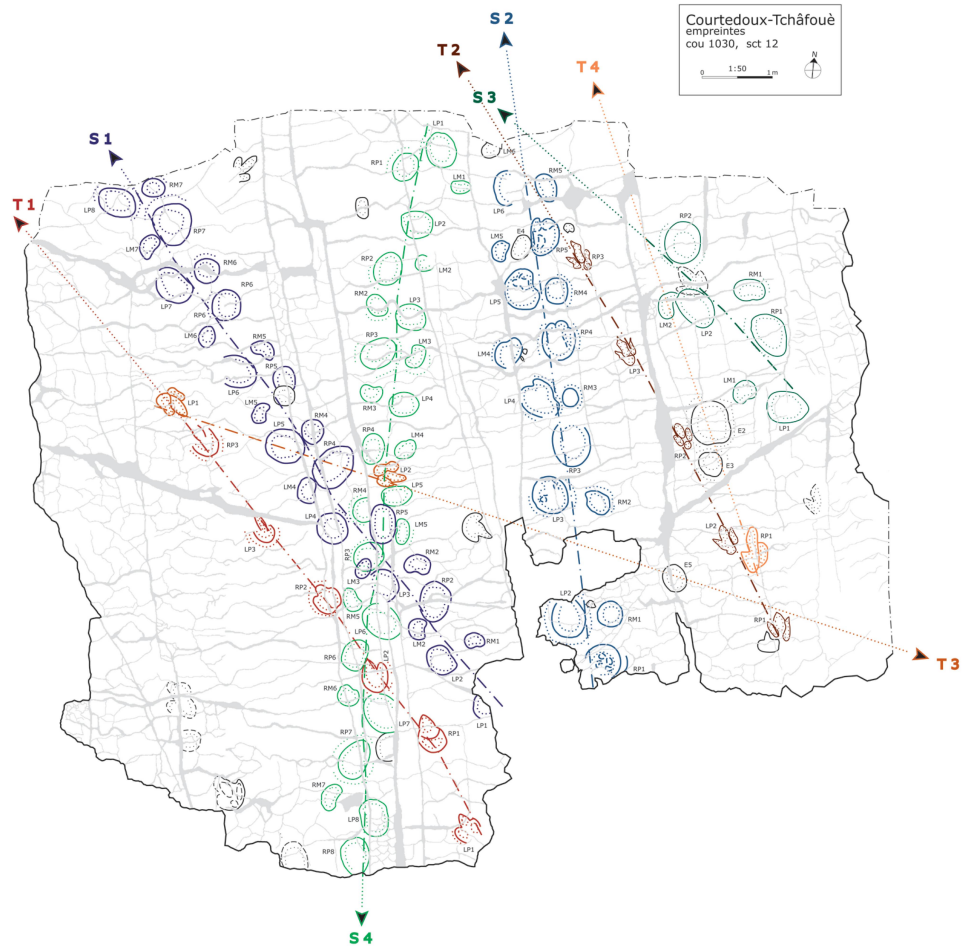 Courtedoux-Tchâfouè
empreintes
cou 1030, sct 12
N
1:50
0 1 m
S 2
T 2
T 4
S 3
S 1
T 1
T 3
S 4
LP8
RM7
RP7
LM7
LP7
RM6
RP6
RP6
LM6
RM5
LP6
RP5
LM5
RM4
LP5
RP4
LM4
LP4
RP5
RP3
LM3
LP3
RM2
RP2
LM2
LP2
RM1
LP1
LP1
RP1
LM1
LP2
RP2
LM2
RM2
LP3
RP3
LM3
RM3
LP4
RP4
LM4
LP5
RM4
LM5
RM5
LP6
RP6
RM6
LP7
RP7
RM7
LP8
RP8
LP1
RP3
LP3
RP2
LP2
RP1
LP1
LP2
LM6
LP6
RM5
LM5
E4
RP5
LP5
RM4
RP4
LM4
RM3
LP4
RP3
LP3
RM2
LP2
RM1
RP1
RP3
LP3
RP2
LP2
RP1
RP1
RP2
RM1
LM2
LP2
RP1
LM1
LP1
E2
E3
E5